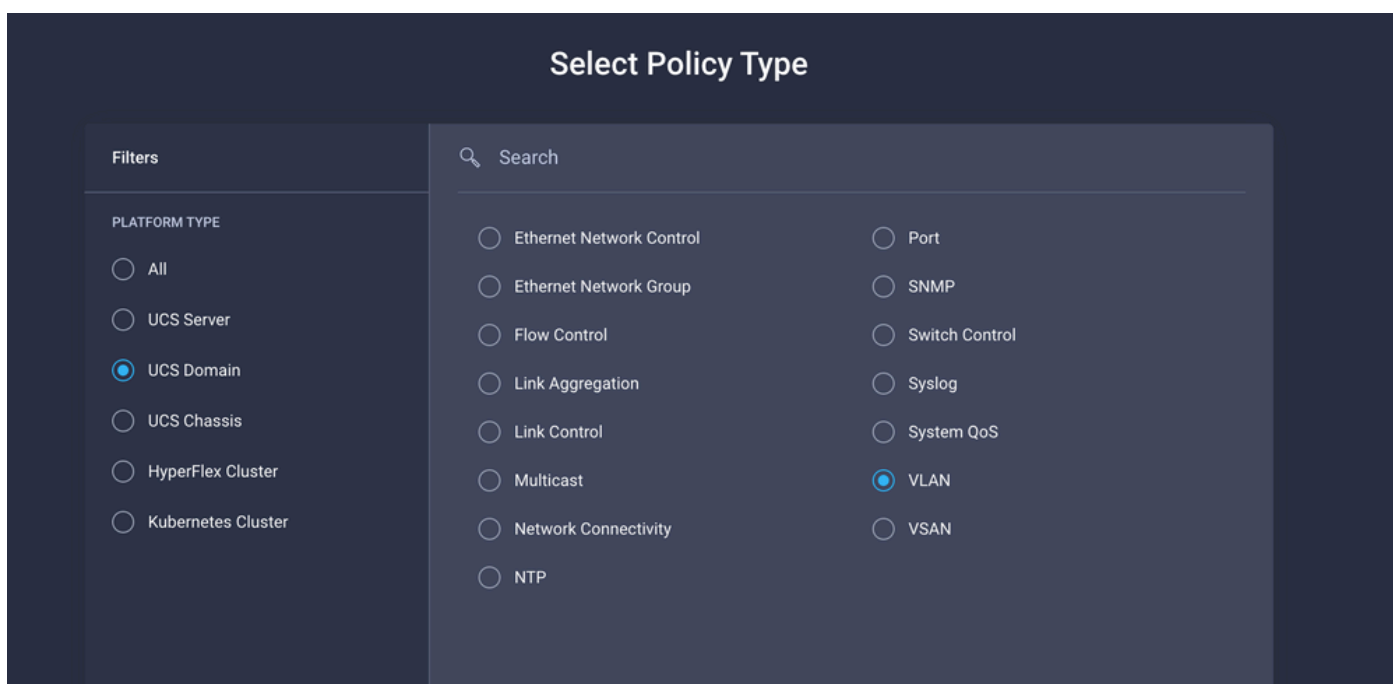 Select Policy Type
Filters
Search
PLATFORM TYPE
All
UCS Server
UCS Domain
UCS Chassis
HyperFlex Cluster
Kubernetes Cluster
Ethernet Network Control
Ethernet Network Group
Flow Control
Link Aggregation
Link Control
Multicast
Network Connectivity
NTP
Port
SNMP
Switch Control
Syslog
System QoS
VLAN
VSAN